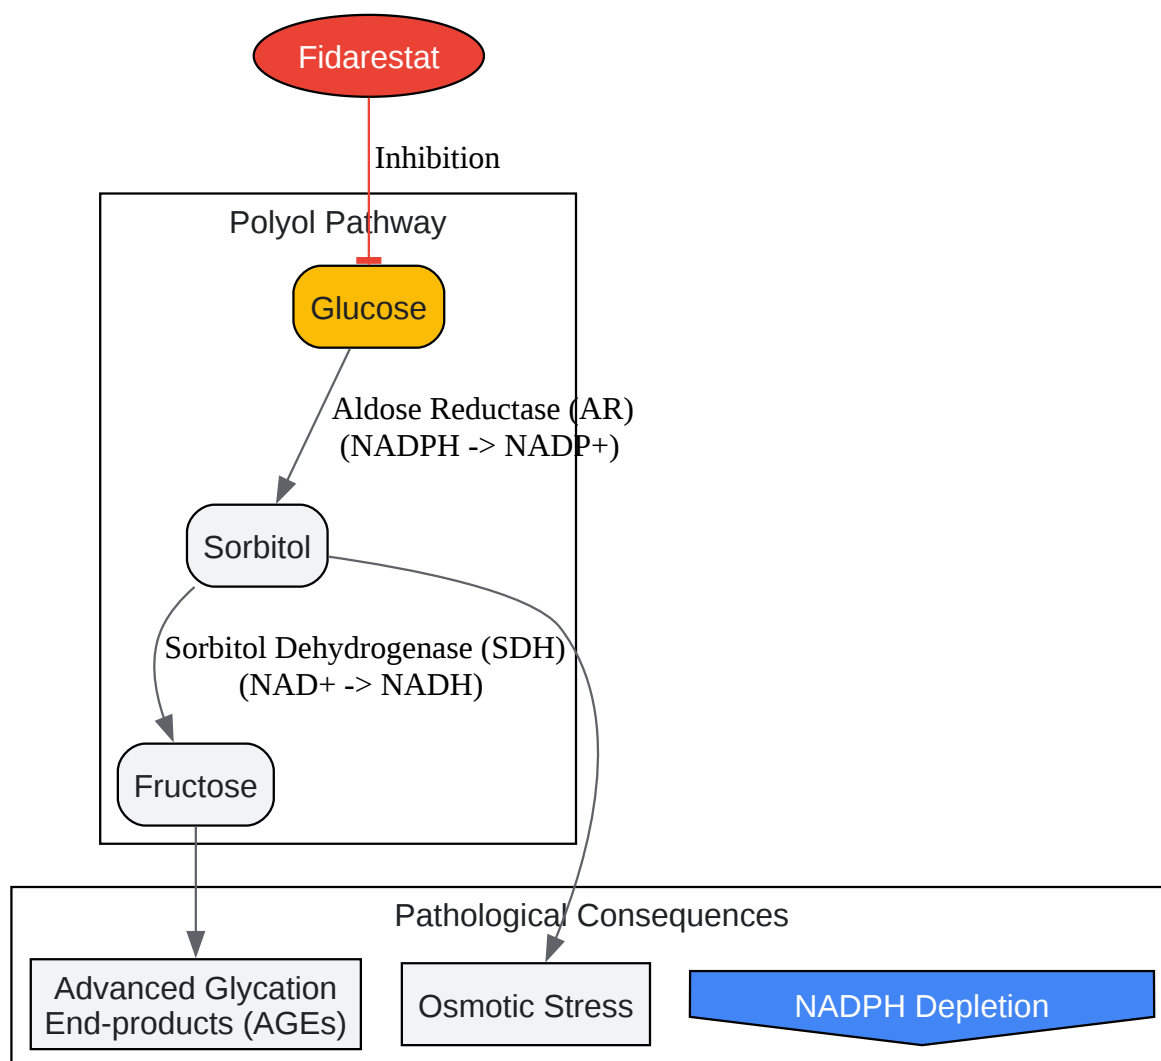 Fidarestat
Inhibition
Polyol Pathway
Glucose
Aldose Reductase (AR)
(NADPH -> NADP+)
Sorbitol
Sorbitol Dehydrogenase (SDH)
(NAD+ -> NADH)
Fructose
Pathological Consequences
Advanced Glycation
End-products (AGEs)
Osmotic Stress
NADPH Depletion